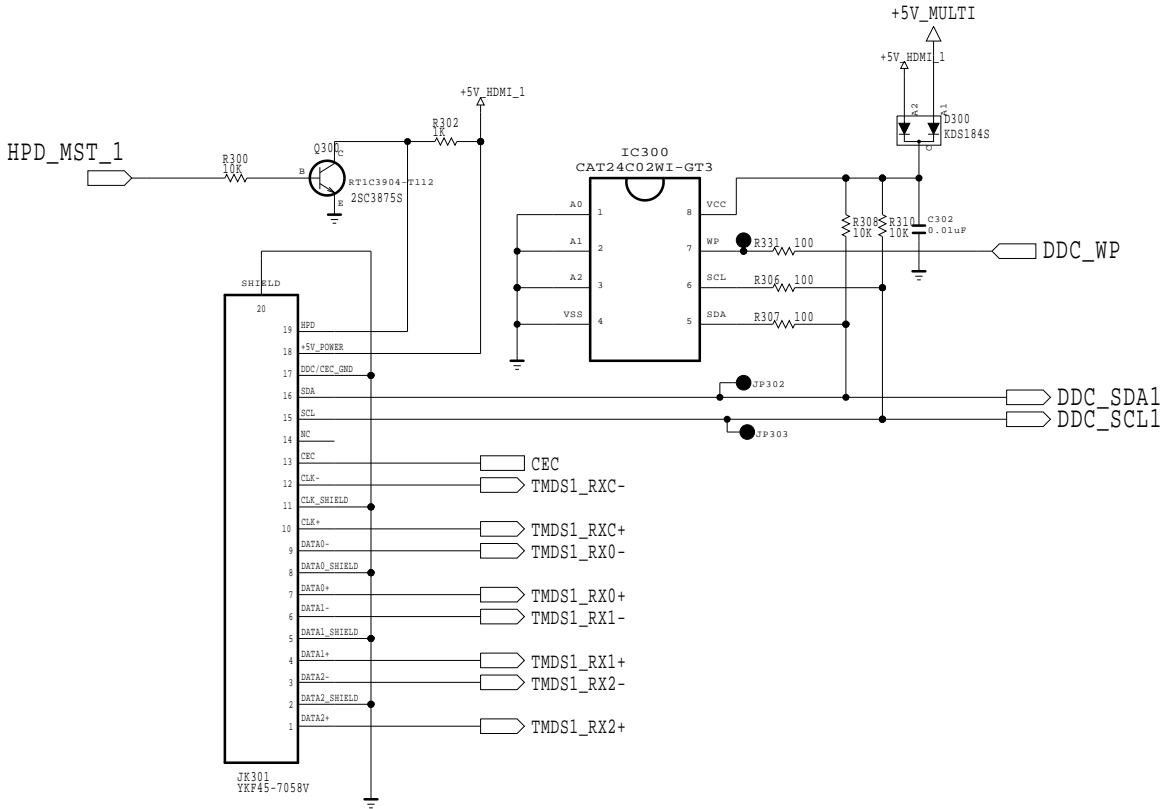 +5V_MULTI
+5V_HDMI_1
A2
A1
D300
KDS184S
C
+5V_HDMI_1
R302
1K
HPD_MST_1
R300
10K
Q300
C
B
RT1C3904-T112
2SC3875S
E
IC300
CAT24C02WI-GT3
A0
1
8
VCC
A1
2
7
WP
A2
3
6
SCL
VSS
4
5
SDA
R331 100
R306 100
R307 100
R308
10K
R310
10K
C302
0.01uF
DDC_WP
SHIELD
20
19 HPD
18 +5V_POWER
17 DDC/CEC_GND
16 SDA
15 SCL
14 NC
13 CEC
12 CLK-
11 CLK_SHIELD
10 CLK+
9 DATA0-
8 DATA0_SHIELD
7 DATA0+
6 DATA1-
5 DATA1_SHIELD
4 DATA1+
3 DATA2-
2 DATA2_SHIELD
1 DATA2+
JP302
JP303
DDC_SDA1
DDC_SCL1
CEC
TMDS1_RXC-
TMDS1_RXC+
TMDS1_RX0-
TMDS1_RX0+
TMDS1_RX1-
TMDS1_RX1+
TMDS1_RX2-
TMDS1_RX2+
JK301
YKF45-7058V